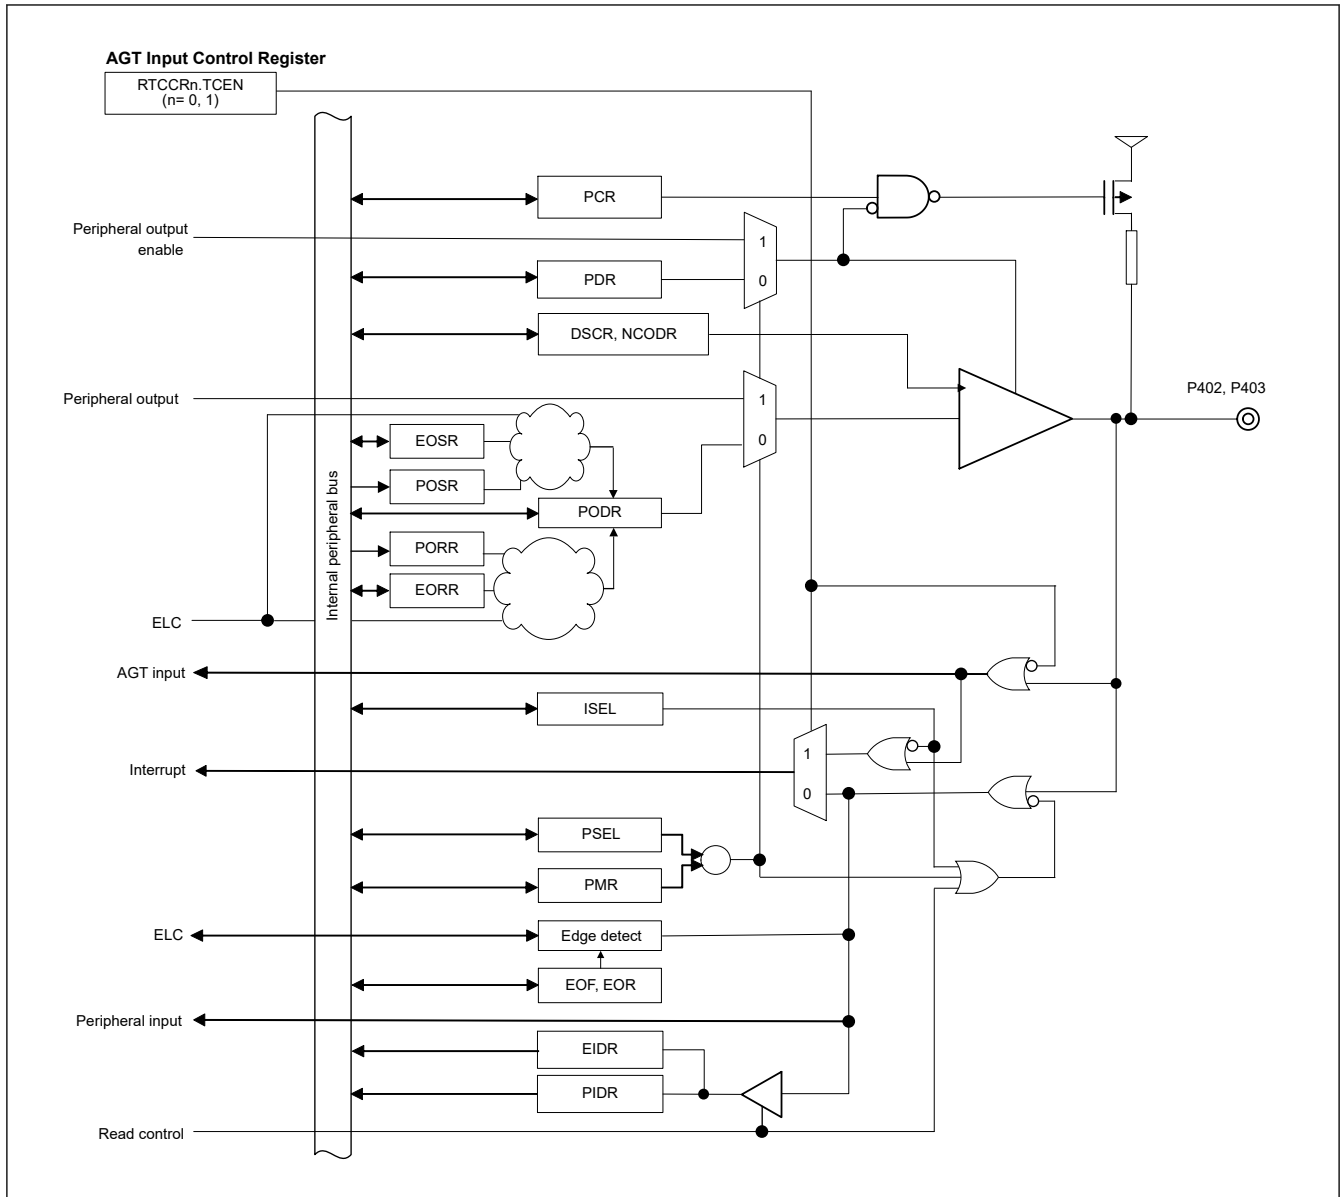 AGT Input Control Register
RTCCRn.TCEN
(n= 0, 1)
PCR
Peripheral output
enable
1
PDR
0
DSCR, NCODR
P402, P403
Peripheral output
1
EOSR
0
POSR
PODR
Internal peripheral bus
PORR
EORR
ELC
AGT input
ISEL
1
Interrupt
0
PSEL
PMR
ELC
Edge detect
EOF, EOR
Peripheral input
EIDR
PIDR
Read control